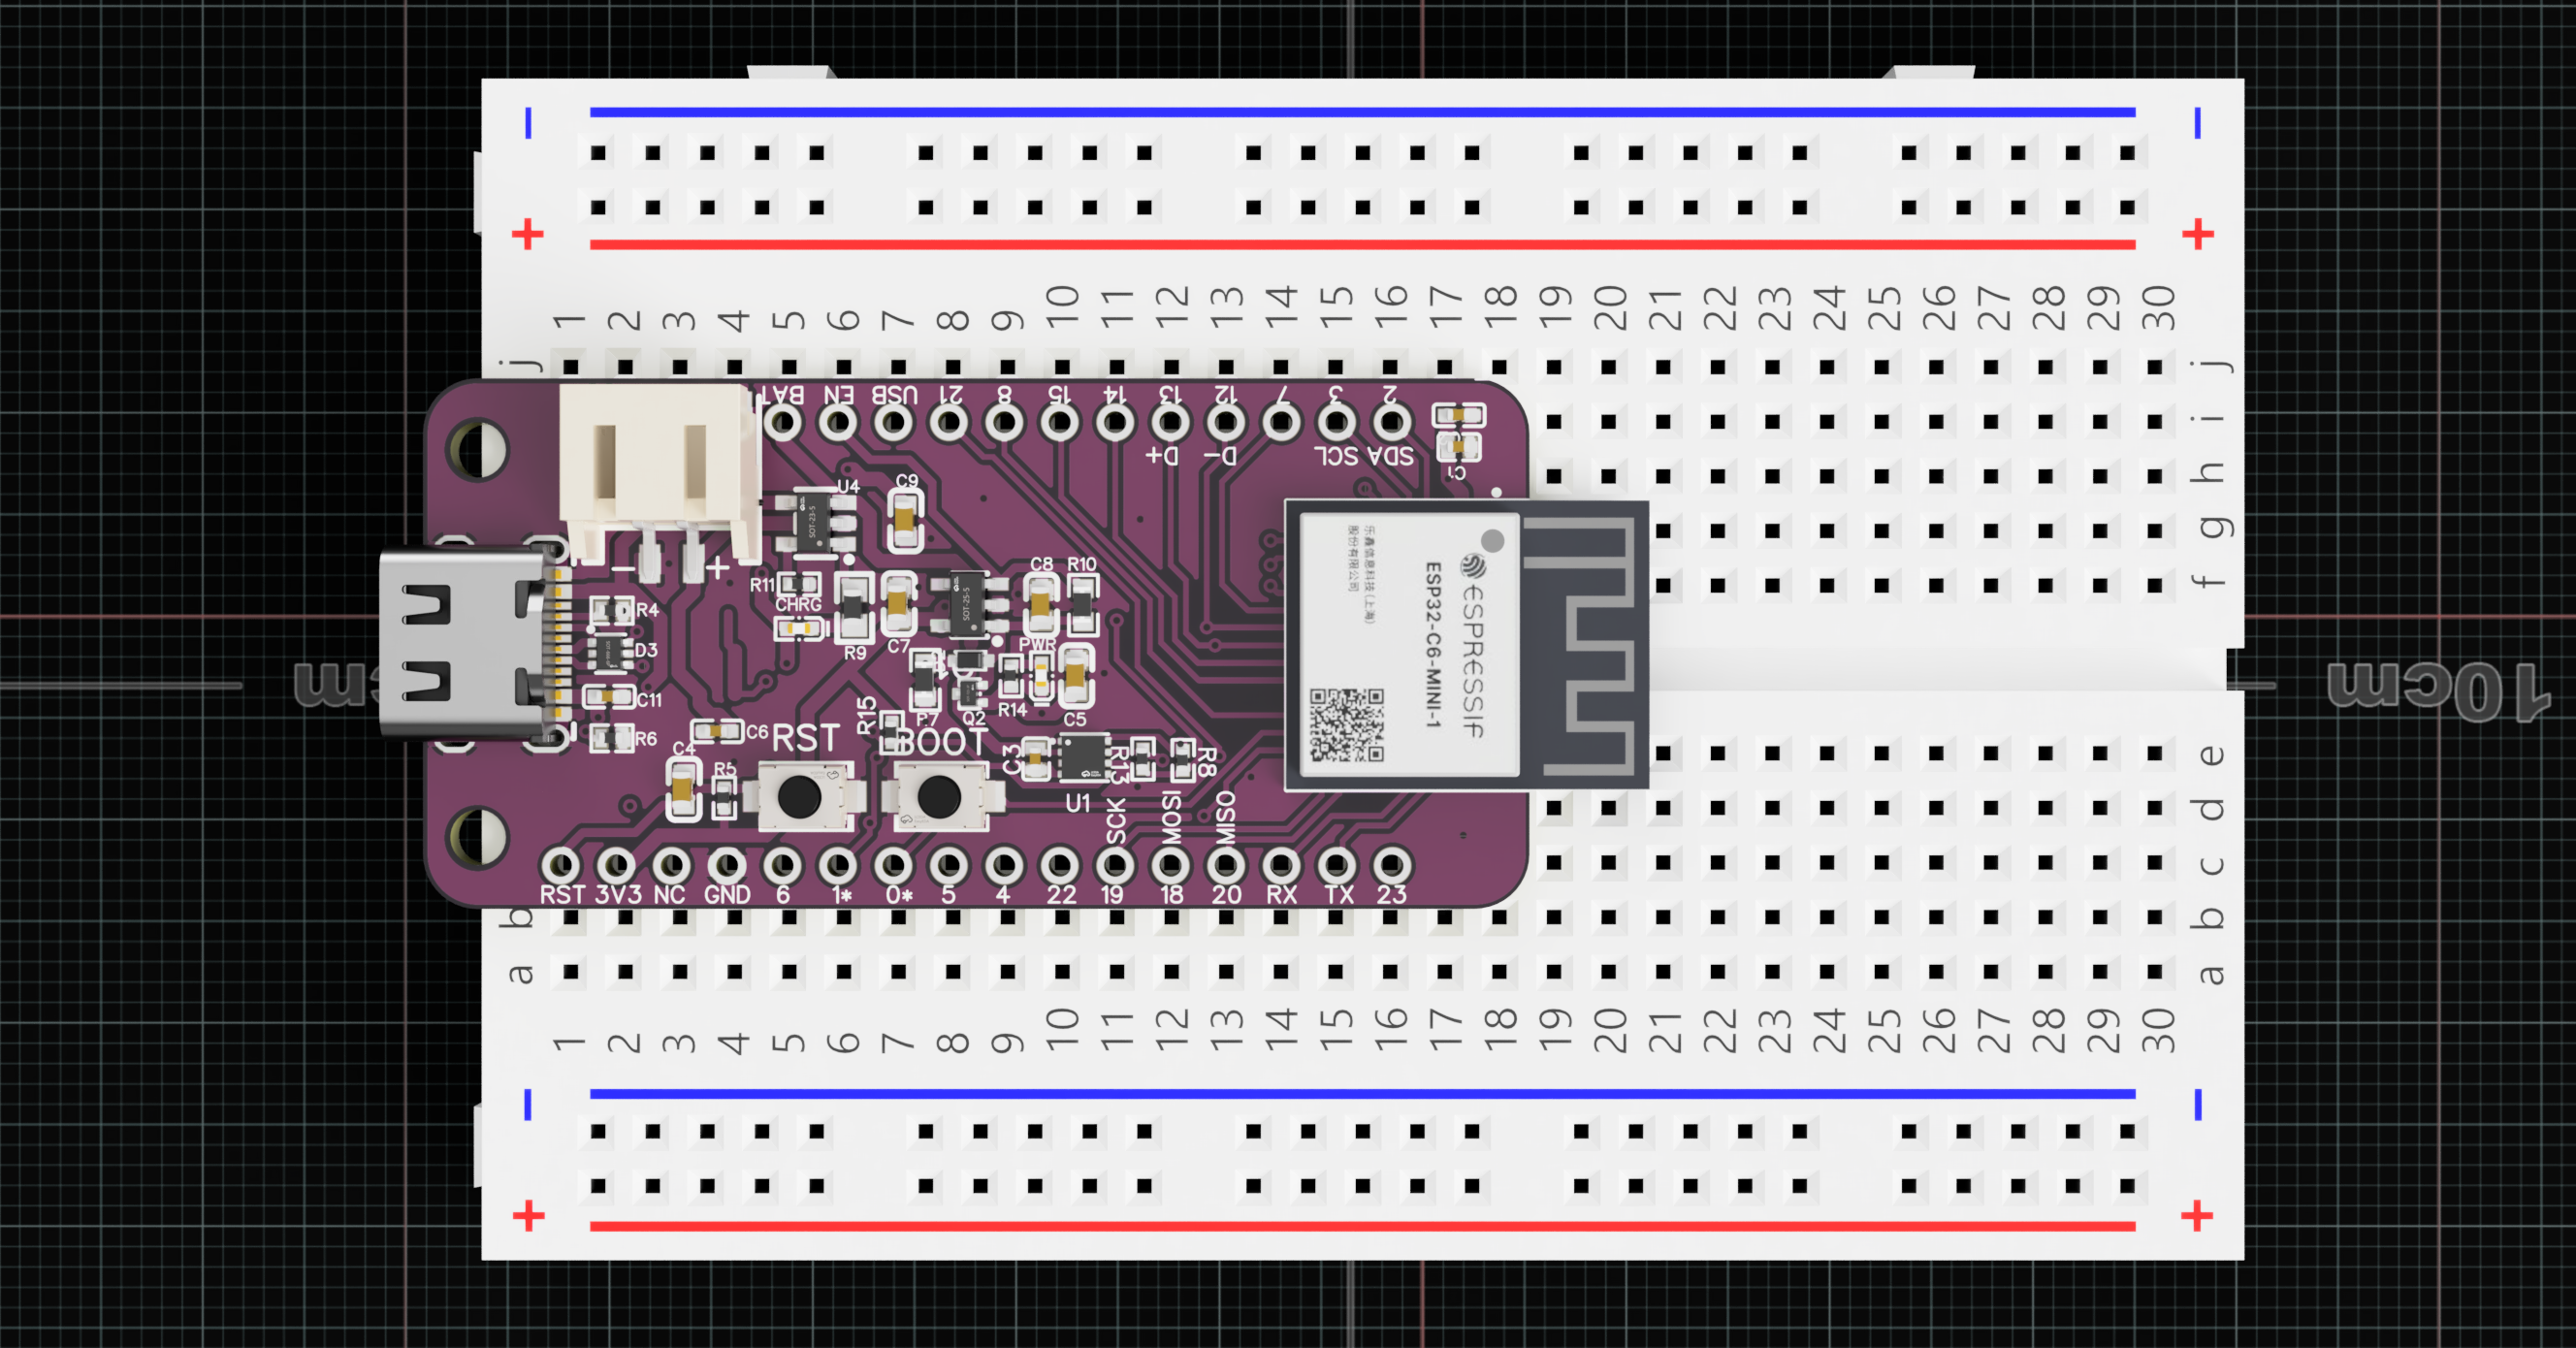 1 2 3 4 5 6 7 8 9 10 11 12 13 14 15 16 17 18 19 20 21 22 23 24 25 26 27 28 29 30
j j
BAT EN USB 21 8 15 14 13 12 7 3 2
i
D+ D- SCL SDA
C1
h
U4 C9
g
SOT-23-5
- +
R11 C8 R10
f
CHRG
SOT-25-5
R4
R9 C7 PWR
D3
C11
R7 Q2 R14 C5
R15
C6 RST BOOT
R6
C4
C3 R13 R8
R5
U1
SCK MOSI MISO
乐鑫信息科技(上海)
股份有限公司
ESP32-C6-MINI-1
ESPRESSIF
e
d
c
RST 3V3 NC GND 6 1* 0* 5 4 22 19 18 20 RX TX 23
b b
a a
1 2 3 4 5 6 7 8 9 10 11 12 13 14 15 16 17 18 19 20 21 22 23 24 25 26 27 28 29 30
- -
+ +
10cm